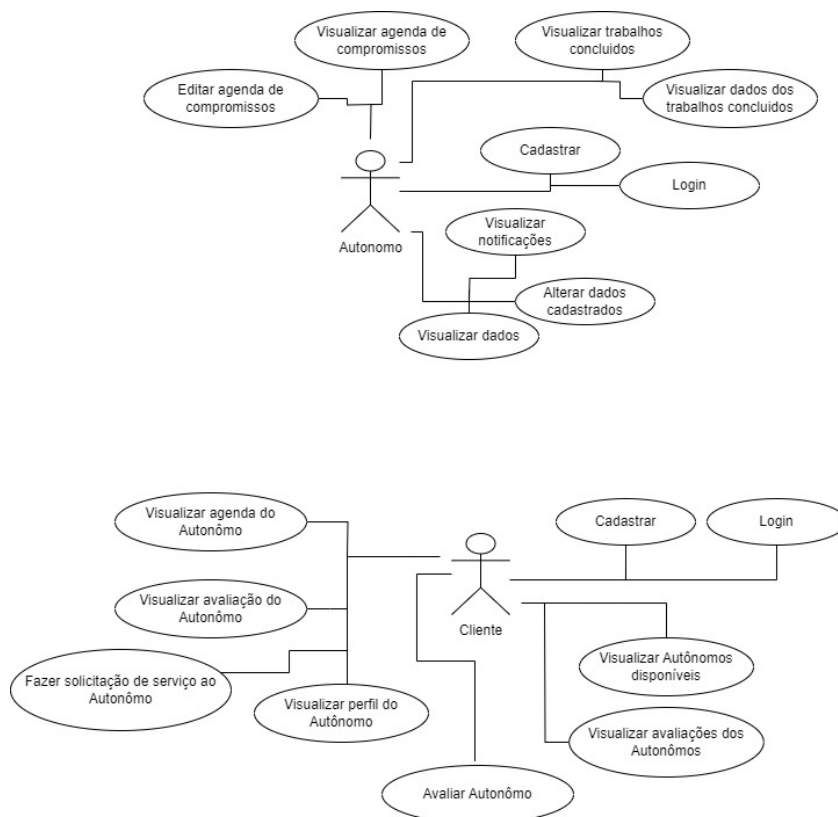 Visualizar agenda de
compromissos
Visualizar trabalhos
concluidos
Editar agenda de
compromissos
Visualizar dados dos
trabalhos concluidos
Cadastrar
Login
Autonomo
Visualizar
notificações
Alterar dados
cadastrados
Visualizar dados
Visualizar agenda do
Autonômo
Cadastrar
Login
Visualizar avaliação do
Autonômo
Cliente
Visualizar Autônomos
disponíveis
Fazer solicitação de serviço ao
Autonômo
Visualizar perfil do
Autônomo
Visualizar avaliações dos
Autonômos
Avaliar Autonômo